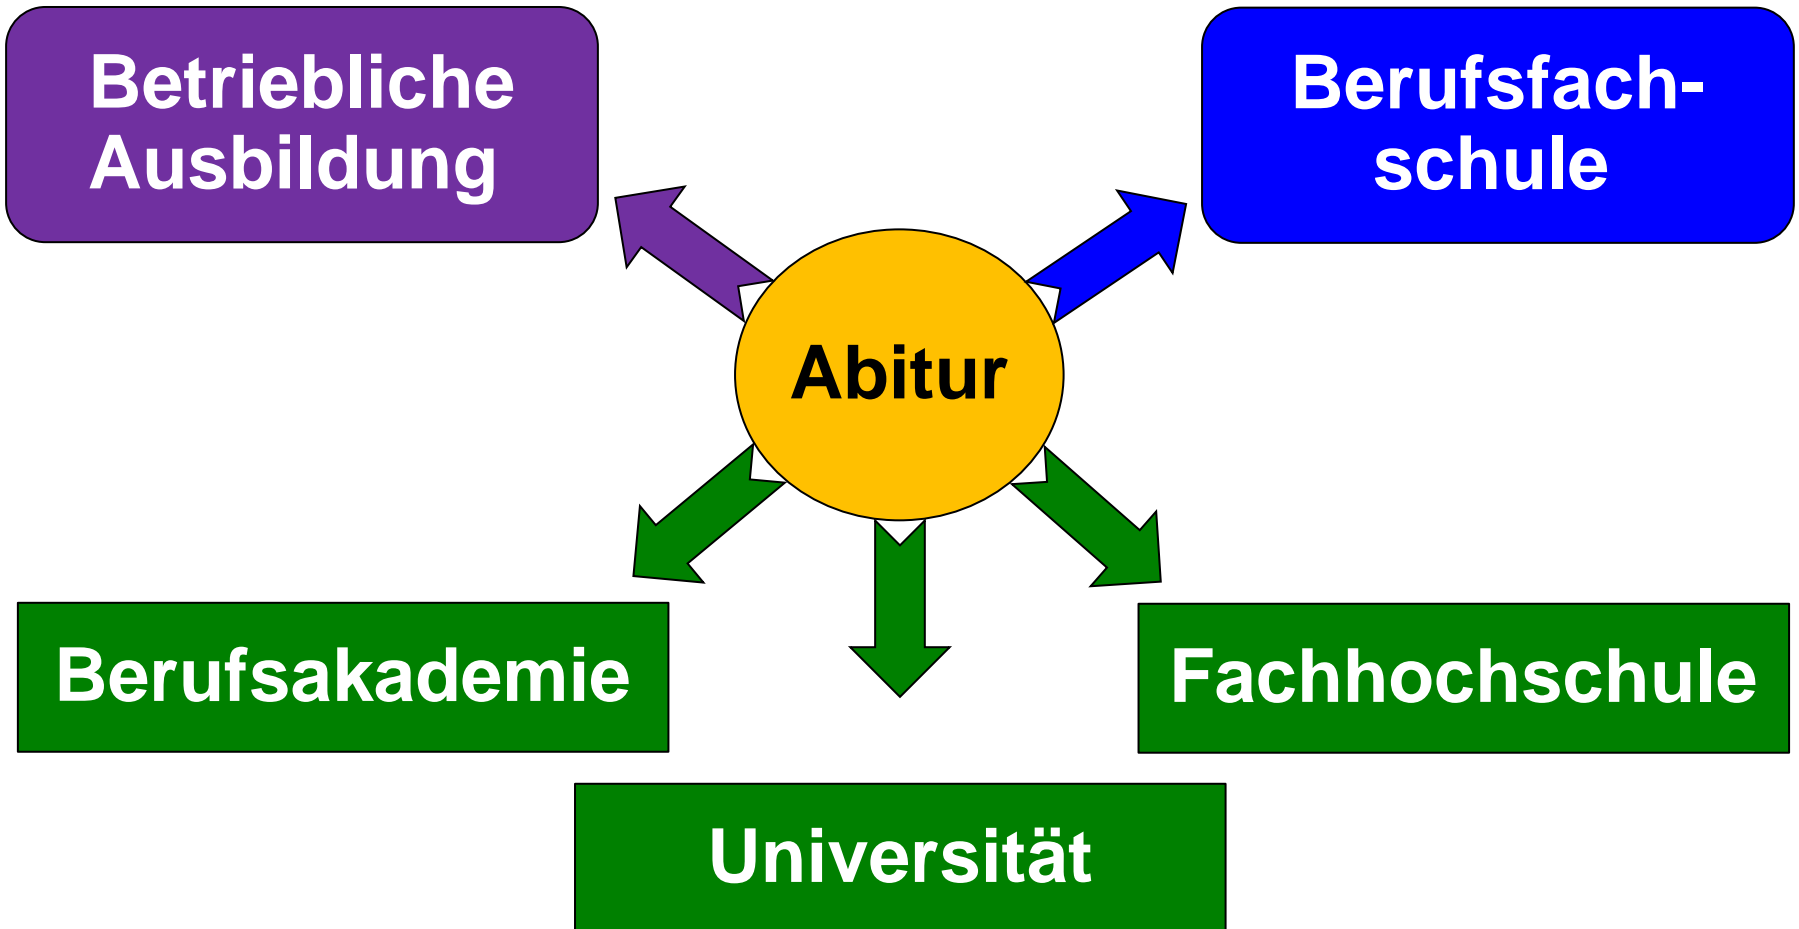 Betriebliche
Ausbildung
Berufsfach-
schule
Abitur
Berufsakademie
Fachhochschule
Universität